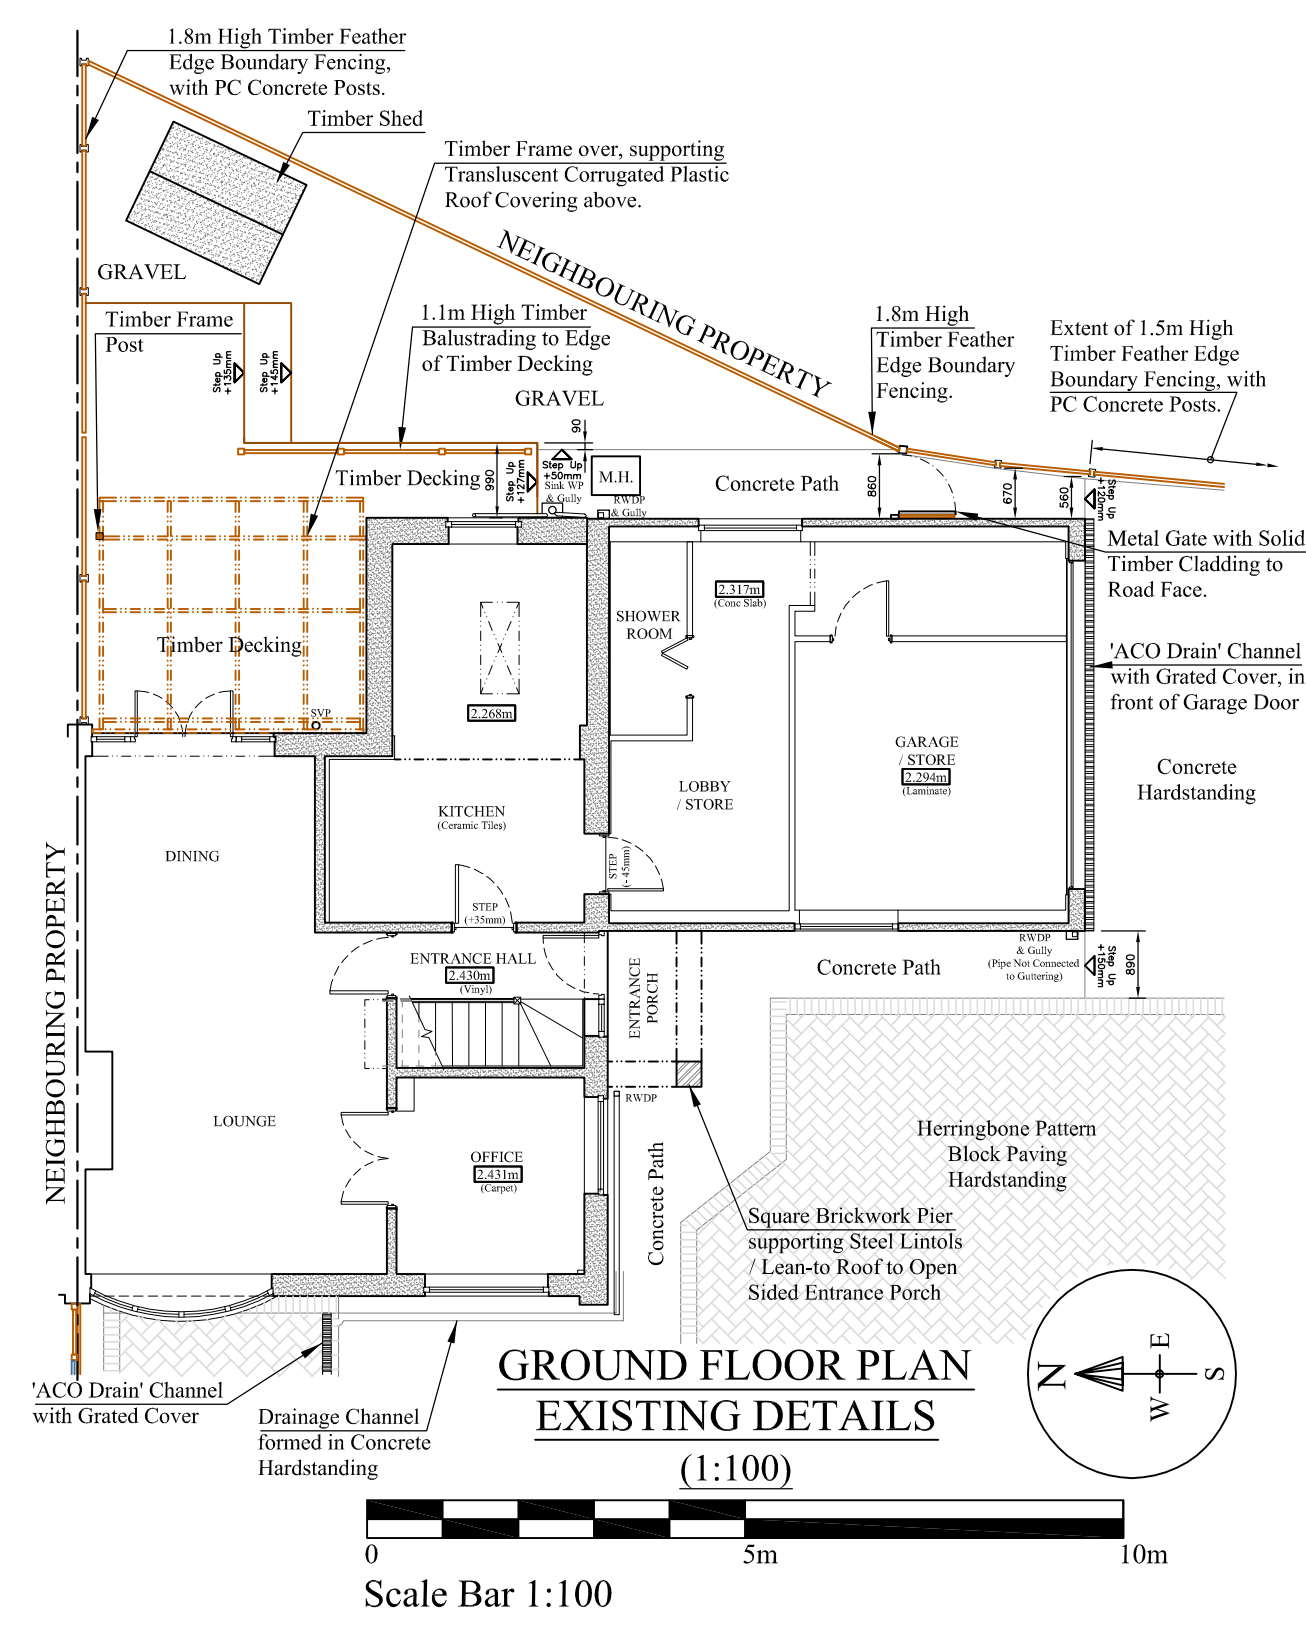 1.8m High Timber Feather
Edge Boundary Fencing,
with PC Concrete Posts.
Timber Shed
Timber Frame over, supporting
Transluscent Corrugated Plastic
Roof Covering above.
NEIGHBOURING PROPERTY
GRAVEL
Timber Frame
Post
1.1m High Timber
Balustrading to Edge
of Timber Decking
1.8m High
Timber Feather
Edge Boundary
Fencing.
Extent of 1.5m High
Timber Feather Edge
Boundary Fencing, with
PC Concrete Posts.
Step Up
+135mm
Step Up
+145mm
GRAVEL
90
Timber Decking
990
Step Up
+127mm
Step Up
+50mm
Sink WP
& Gully
M.H.
RWDP
& Gully
Concrete Path
860
670
560
Step Up
+120mm
Metal Gate with Solid
Timber Cladding to
Road Face.
2.317m
(Conc Slab)
SHOWER
ROOM
Timber Decking
'ACO Drain' Channel
with Grated Cover, in
front of Garage Door
SVP
2.268m
GARAGE
/ STORE
2.294m
(Laminate)
Concrete
Hardstanding
LOBBY
/ STORE
KITCHEN
(Ceramic Tiles)
DINING
STEP
(-45mm)
STEP
(+35mm)
NEIGHBOURING PROPERTY
ENTRANCE HALL
2.430m
(Vinyl)
ENTRANCE
PORCH
Concrete Path
RWDP
& Gully
(Pipe Not Connected
to Guttering)
Step Up
+150mm
890
RWDP
LOUNGE
OFFICE
2.431m
(Carpet)
Concrete Path
Herringbone Pattern
Block Paving
Hardstanding
Square Brickwork Pier
supporting Steel Lintols
/ Lean-to Roof to Open
Sided Entrance Porch
'ACO Drain' Channel
with Grated Cover
Drainage Channel
formed in Concrete
Hardstanding
GROUND FLOOR PLAN
EXISTING DETAILS
(1:100)
N
E
S
W
0
5m
10m
Scale Bar 1:100